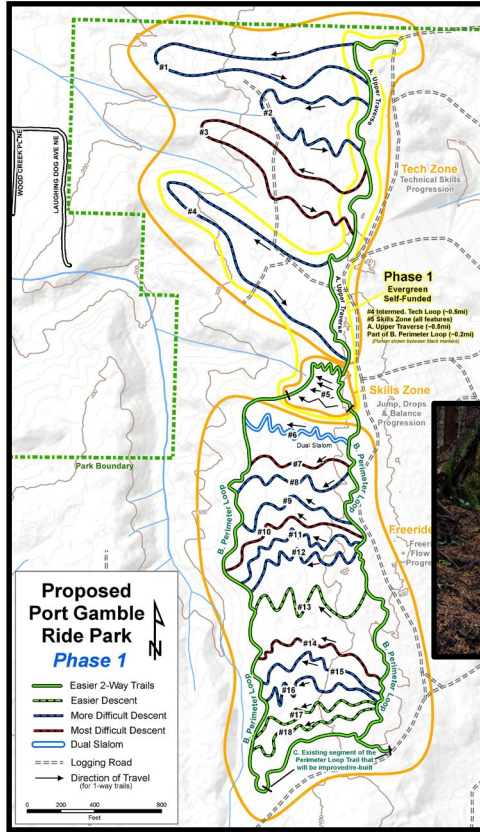 #1
#2
#3
#4
A. Upper Traverse
WOOD CREEK PL NE
LAUGHING DOG AVE NE
Tech Zone
Technical Skills
Progression
Phase 1
Evergreen
Self-Funded
#4 Intermed. Tech Loop (~0.5mi)
#5 Skills Zone (all features)
A. Upper Traverse (~0.6mi)
Part of B. Perimeter Loop (~0.2mi)
(Portion shown between black markers)
A. Upper Traverse
#5
Skills Zone
Jump, Drops
& Balance
Progression
#6
Dual Slalom
Park Boundary
B. Perimeter Loop
B. Perimeter Loop
#7
#8
#9
#10
#11
#12
#13
#14
#15
#16
#17
#18
B. Perimeter Loop
B. Perimeter Loop
C. Existing segment of the
Perimeter Loop Trail that
will be improved/re-built
Proposed
Port Gamble
Ride Park
Phase 1
N
Easier 2-Way Trails
Easier Descent
More Difficult Descent
Most Difficult Descent
Dual Slalom
Logging Road
Direction of Travel
(for 1-way trails)
0 200 400 800
Feet